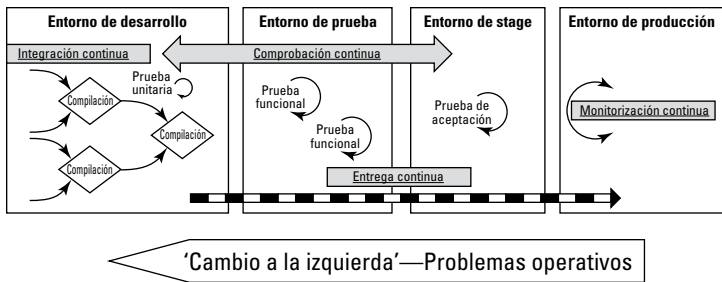 Entorno de desarrollo
Entorno de prueba
Entorno de stage
Entorno de producción
Integración continua
Comprobación continua
Prueba
unitaria
Compilación
Compilación
Compilación
Prueba
funcional
Prueba
funcional
Prueba de
aceptación
Monitorización continua
Entrega continua
‘Cambio a la izquierda’—Problemas operativos